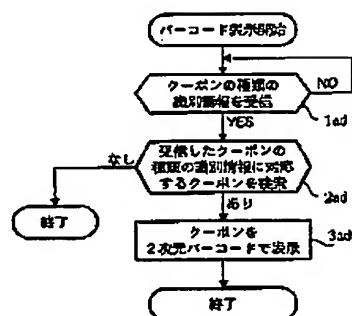 バーコード表示開始
クーポンの種類の
識別情報を受信
NO
1ad
YES
受信したクーポンの
種類の識別情報に対応
するクーポンを検索
なし
2ad
あり
終了
クーポンを
2次元バーコードで表示
3ad
終了